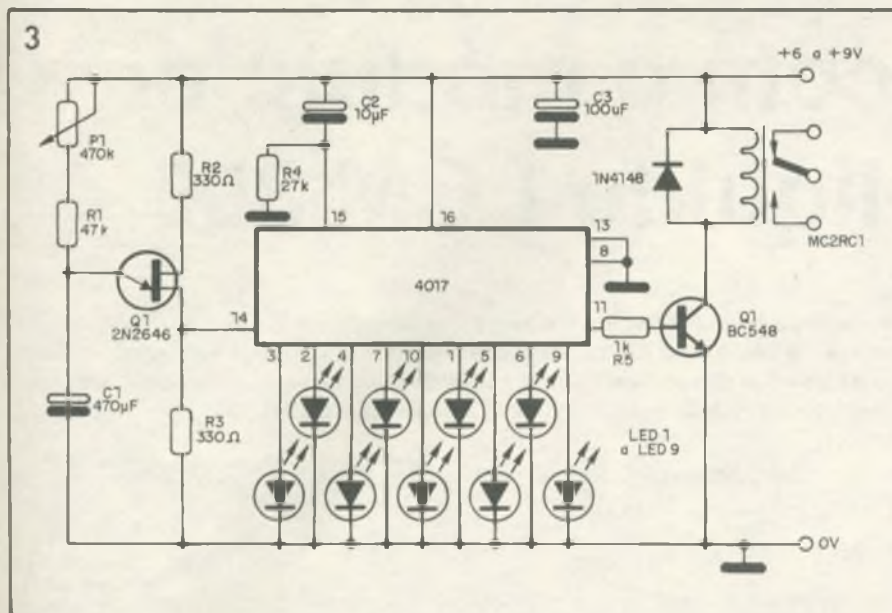 3
+6 a +9V
P1
470k
R1
47k
R2
330Ω
C2
10µF
R4
27k
C3
100uF
1N4148
MC2RC1
15
16
13
8
4017
14
11
1k
R5
Q1
2N2646
Q1
BC548
3
2
4
7
10
1
5
6
9
C1
470µF
R3
330Ω
LED 1
a LED 9
0V